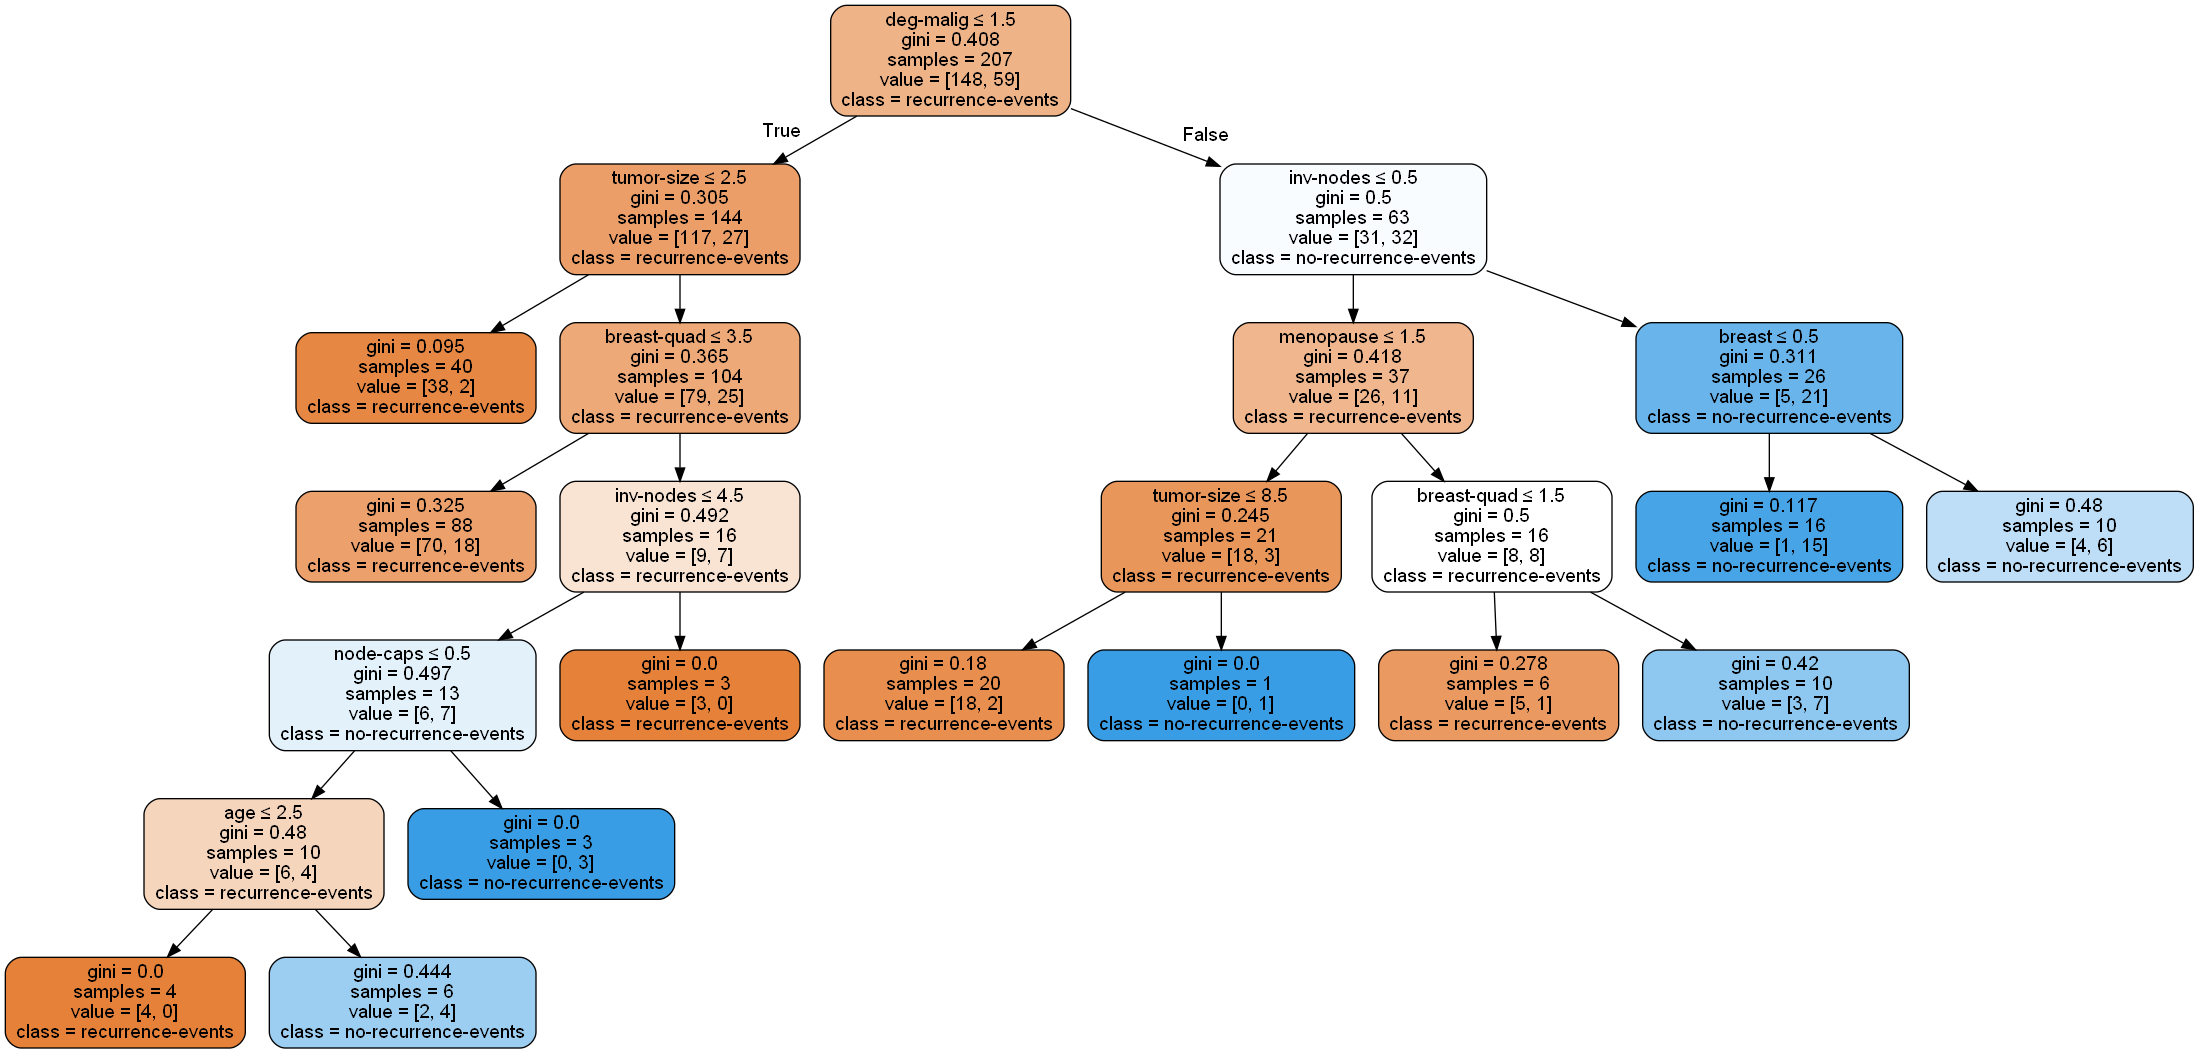 deg-malig ≤ 1.5
gini = 0.408
samples = 207
value = [148, 59]
class = recurrence-events
True
False
tumor-size ≤ 2.5
gini = 0.305
samples = 144
value = [117, 27]
class = recurrence-events
inv-nodes ≤ 0.5
gini = 0.5
samples = 63
value = [31, 32]
class = no-recurrence-events
gini = 0.095
samples = 40
value = [38, 2]
class = recurrence-events
breast-quad ≤ 3.5
gini = 0.365
samples = 104
value = [79, 25]
class = recurrence-events
menopause ≤ 1.5
gini = 0.418
samples = 37
value = [26, 11]
class = recurrence-events
breast ≤ 0.5
gini = 0.311
samples = 26
value = [5, 21]
class = no-recurrence-events
gini = 0.325
samples = 88
value = [70, 18]
class = recurrence-events
inv-nodes ≤ 4.5
gini = 0.492
samples = 16
value = [9, 7]
class = recurrence-events
tumor-size ≤ 8.5
gini = 0.245
samples = 21
value = [18, 3]
class = recurrence-events
breast-quad ≤ 1.5
gini = 0.5
samples = 16
value = [8, 8]
class = recurrence-events
gini = 0.117
samples = 16
value = [1, 15]
class = no-recurrence-events
gini = 0.48
samples = 10
value = [4, 6]
class = no-recurrence-events
node-caps ≤ 0.5
gini = 0.497
samples = 13
value = [6, 7]
class = no-recurrence-events
gini = 0.0
samples = 3
value = [3, 0]
class = recurrence-events
gini = 0.18
samples = 20
value = [18, 2]
class = recurrence-events
gini = 0.0
samples = 1
value = [0, 1]
class = no-recurrence-events
gini = 0.278
samples = 6
value = [5, 1]
class = recurrence-events
gini = 0.42
samples = 10
value = [3, 7]
class = no-recurrence-events
age ≤ 2.5
gini = 0.48
samples = 10
value = [6, 4]
class = recurrence-events
gini = 0.0
samples = 3
value = [0, 3]
class = no-recurrence-events
gini = 0.0
samples = 4
value = [4, 0]
class = recurrence-events
gini = 0.444
samples = 6
value = [2, 4]
class = no-recurrence-events